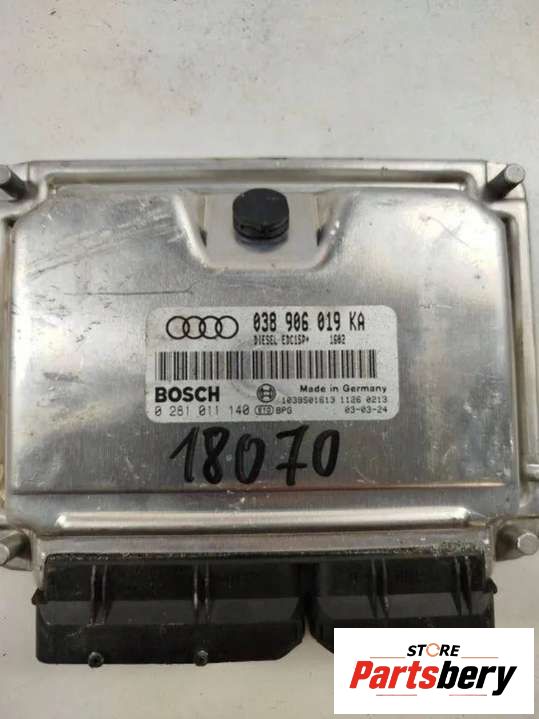 038 906 019 KA
DIESEL EDC15P+ 1602
BOSCH
Made in Germany
1039S01613 1126 0213
0 281 011 140 BPG 03-03-24
18070
STORE
Partsbery